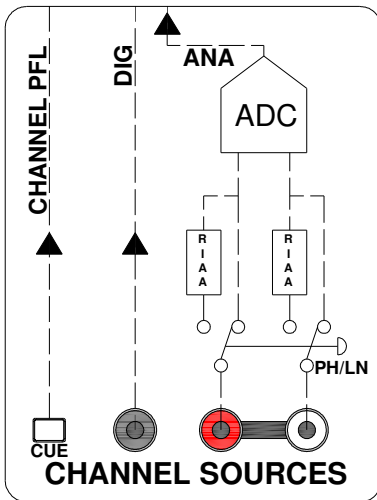 CHANNEL PFL
DIG
ANA
ADC
RIAA
RIAA
PH/LN
CUE
CHANNEL SOURCES